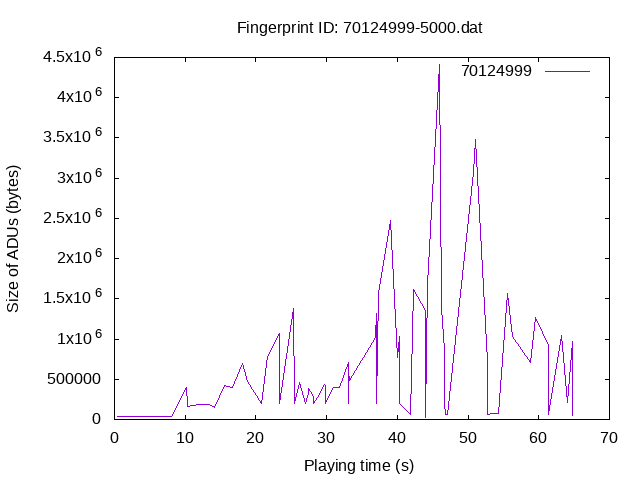 Fingerprint ID: 70124999-5000.dat
70124999
4.5x10^6
4x10^6
3.5x10^6
3x10^6
2.5x10^6
2x10^6
1.5x10^6
1x10^6
500000
0
Size of ADUs (bytes)
0 10 20 30 40 50 60 70
Playing time (s)